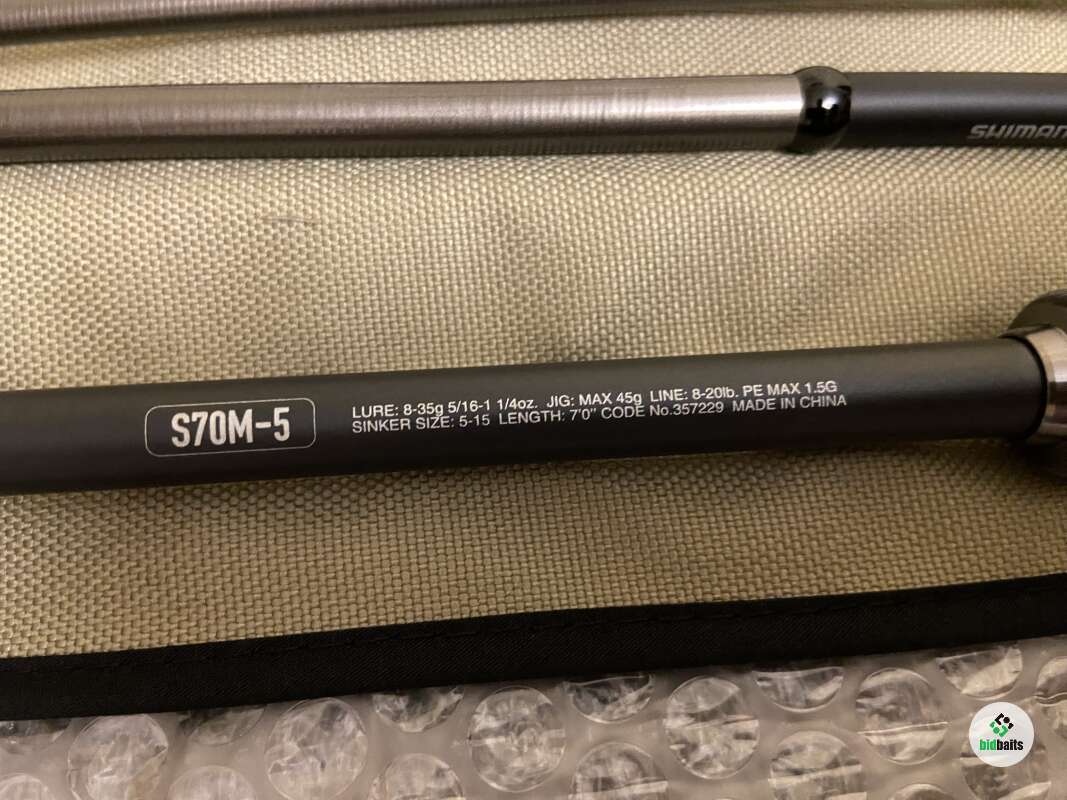 SHIMAN
S70M-5
LURE: 8-35g 5/16-1 1/4oz. JIG: MAX 45g LINE: 8-20lb. PE MAX 1.5G
SINKER SIZE: 5-15 LENGTH: 7'0" CODE No.357229 MADE IN CHINA
bidbaits